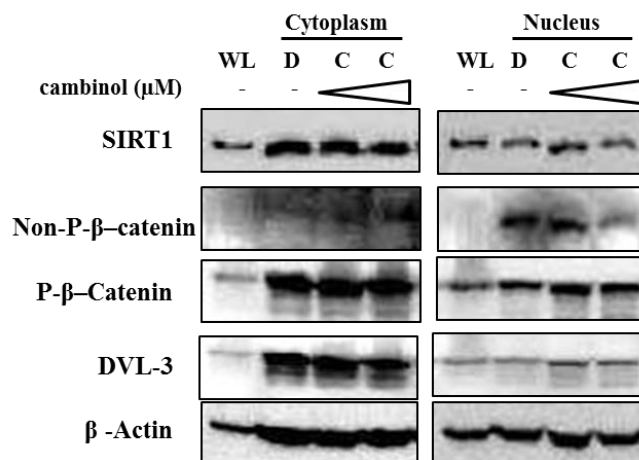 Cytoplasm Nucleus
WL D C C WL D C C
cambinol (µM) - - - -
SIRT1
Non-P-β–catenin
P-β–Catenin
DVL-3
β -Actin